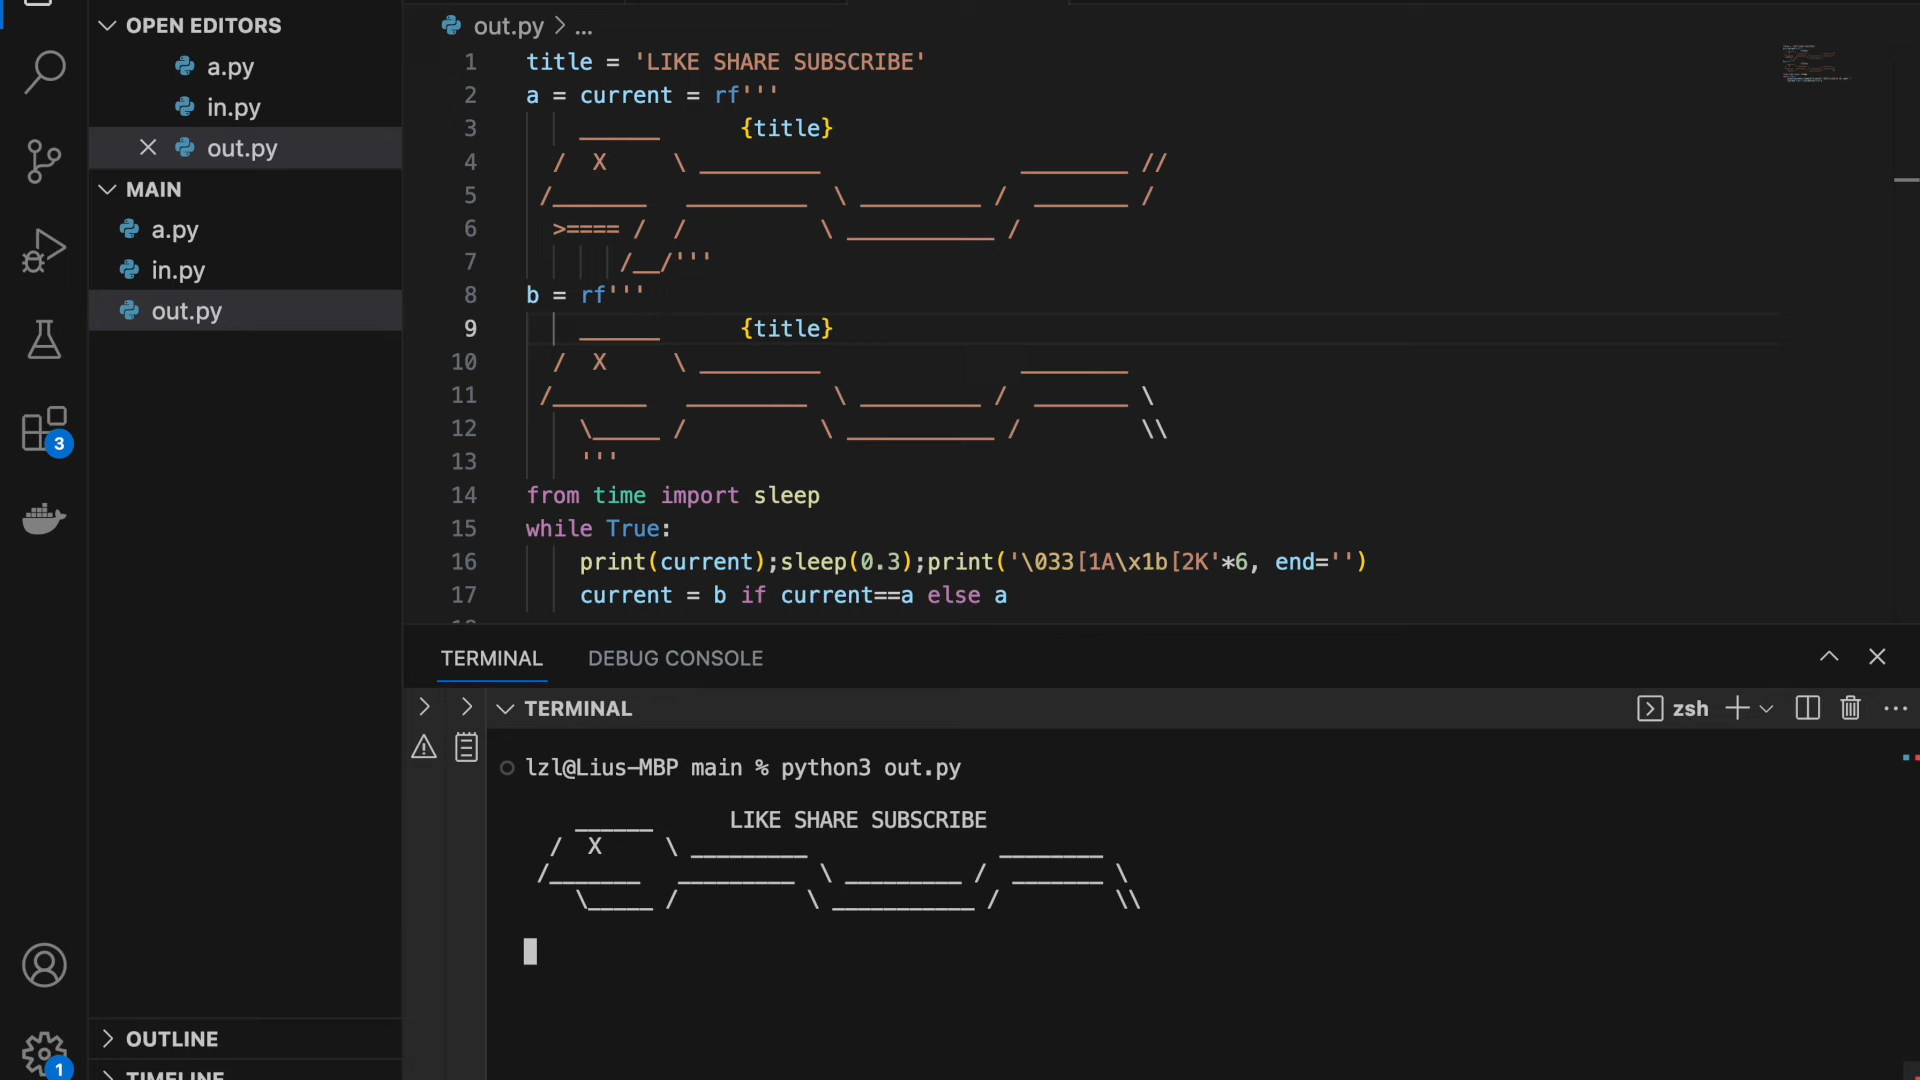 OPEN EDITORS
a.py
in.py
out.py
MAIN
a.py
in.py
out.py
OUTLINE
TIMELINE
3
1
out.py > ...
1 title = 'LIKE SHARE SUBSCRIBE'
2 a = current = rf'''
3     ______      {title}
4   /  X     \ _________               ________ //
5  /_______   _________  \ _________ /  _______ /
6   >==== /  /          \ ___________ /
7        /__/'''
8 b = rf'''
9     ______      {title}
10   /  X     \ _________               ________
11  /_______   _________  \ _________ /  _______ \
12     \_____ /          \ ___________ /         \\
13     '''
14 from time import sleep
15 while True:
16     print(current);sleep(0.3);print('\033[1A\x1b[2K'*6, end='')
17     current = b if current==a else a
TERMINAL DEBUG CONSOLE
TERMINAL zsh
lzl@Lius-MBP main % python3 out.py
    ______      LIKE SHARE SUBSCRIBE
  /  X     \ _________               ________
 /_______   _________  \ _________ /  _______ \
    \_____ /          \ ___________ /         \\